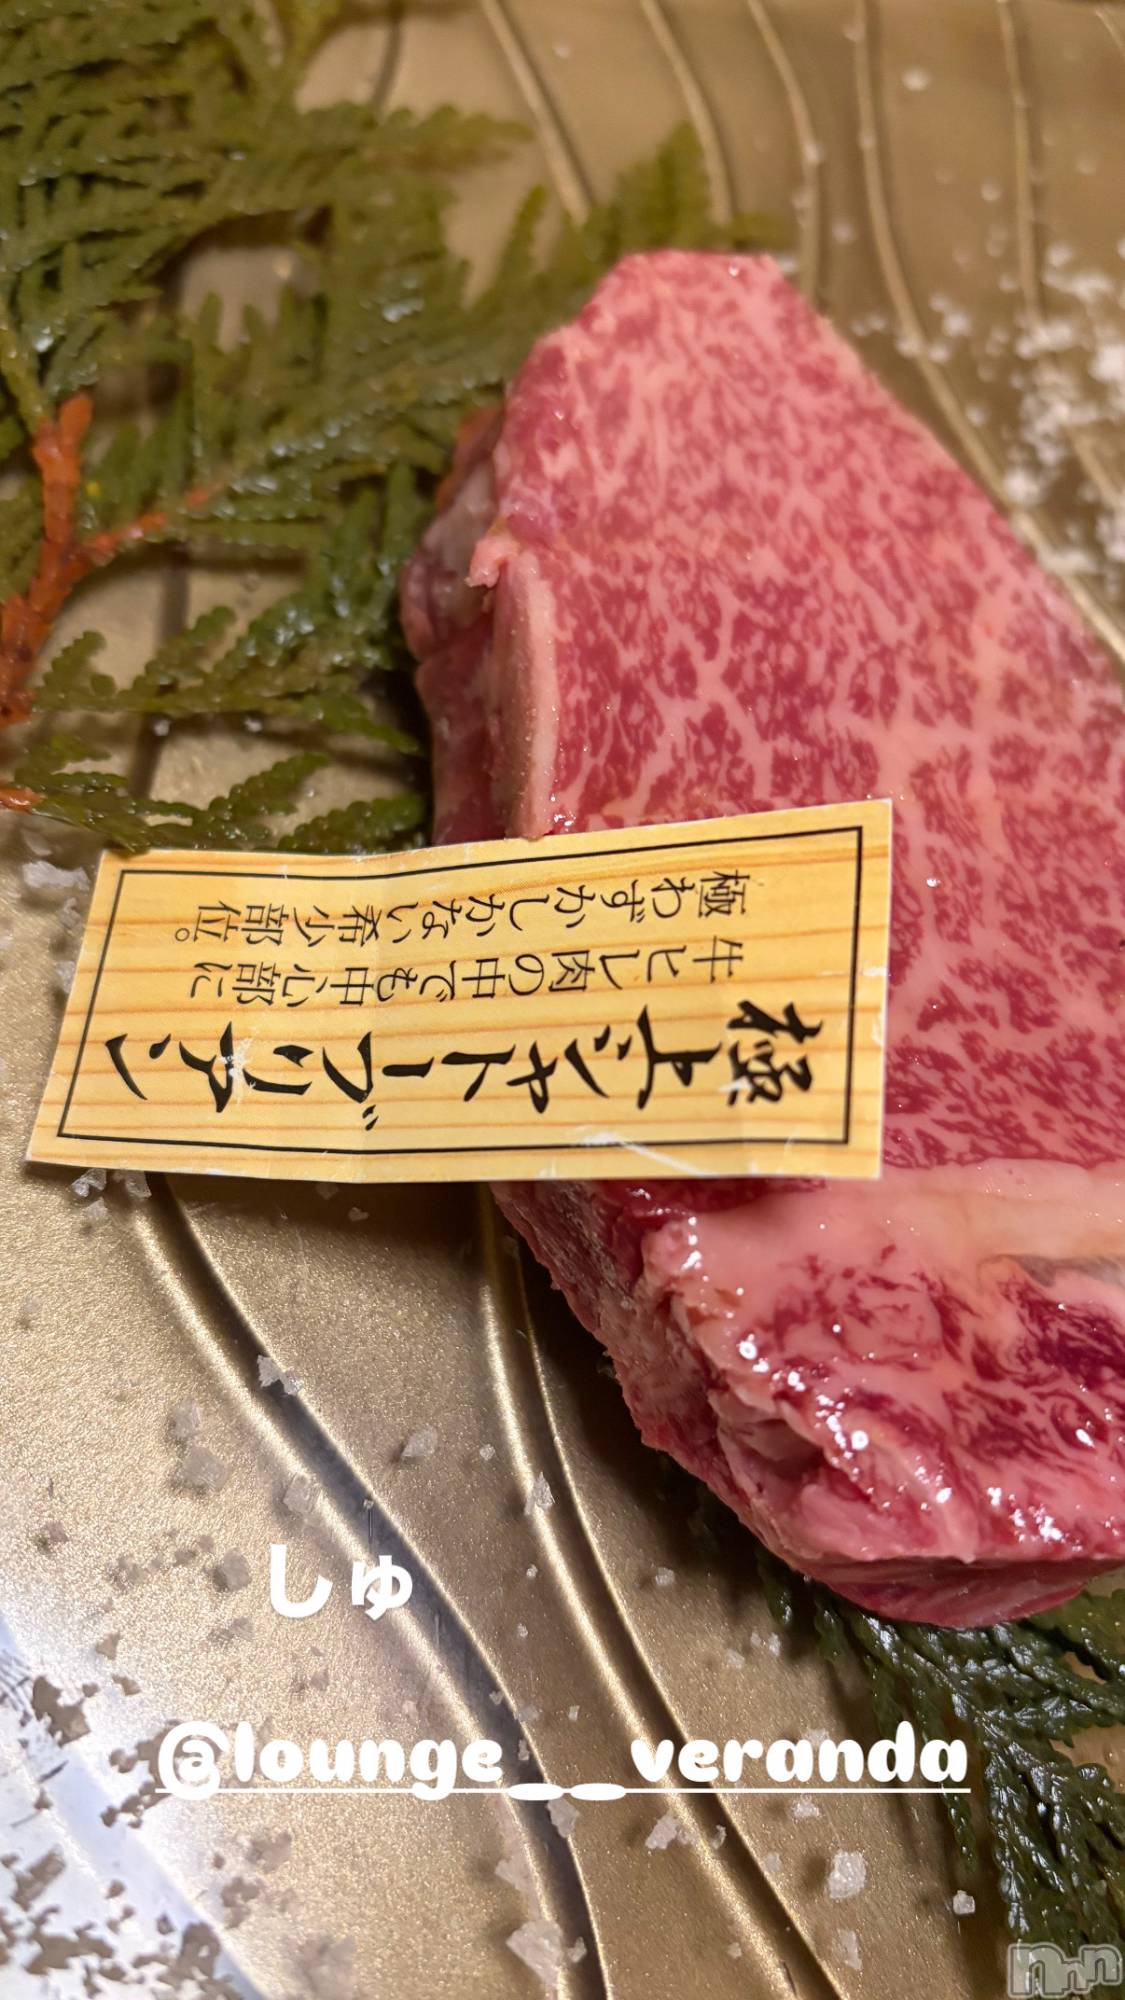 極上シャトーブリアン
牛ヒレ肉の中でも中心部に
極わずかしかない希少部位。
しゅ
@lounge__veranda
nnn